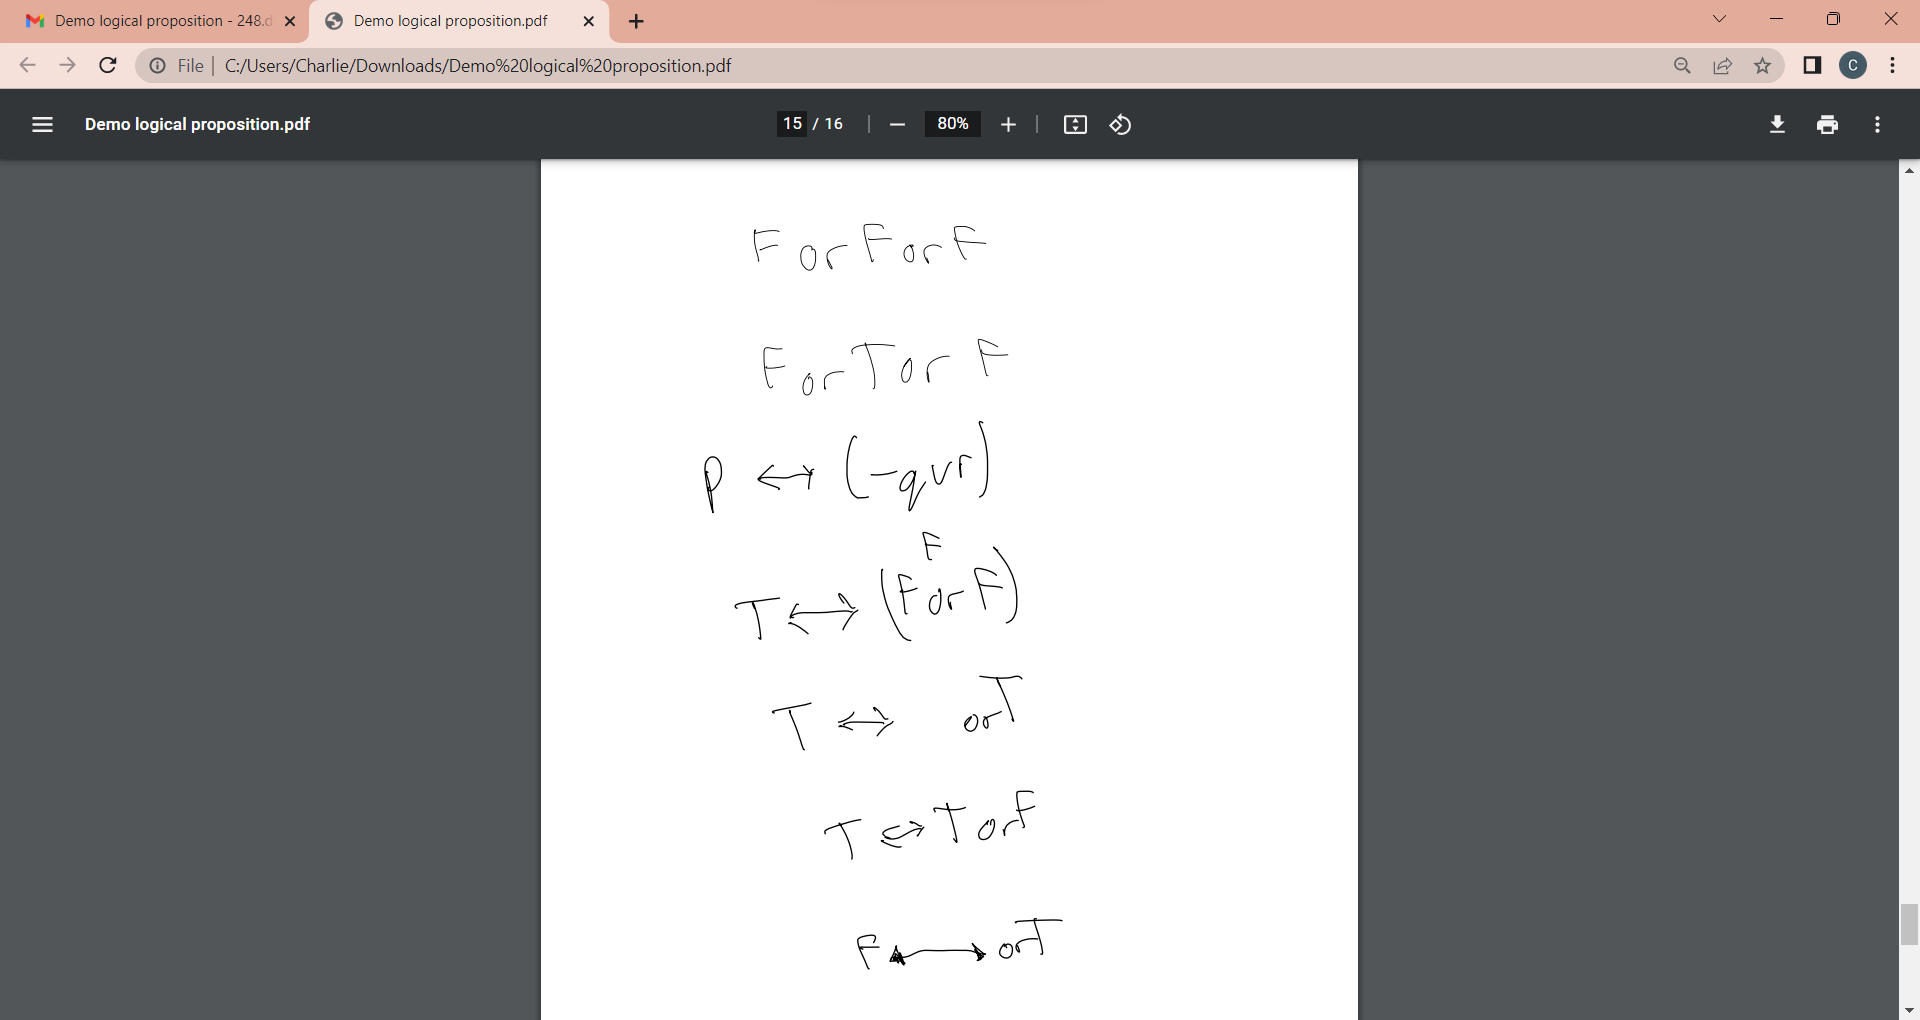 Demo logical proposition - 248.d
Demo logical proposition.pdf
File | C:/Users/Charlie/Downloads/Demo%20logical%20proposition.pdf
C
Demo logical proposition.pdf
15 / 16
80%
F or F or F
F or T or F
p ↔ (-q v r)
F
T ↔ (F or F)
T ↔ or T
T ↔ T or F
F ↔ or T